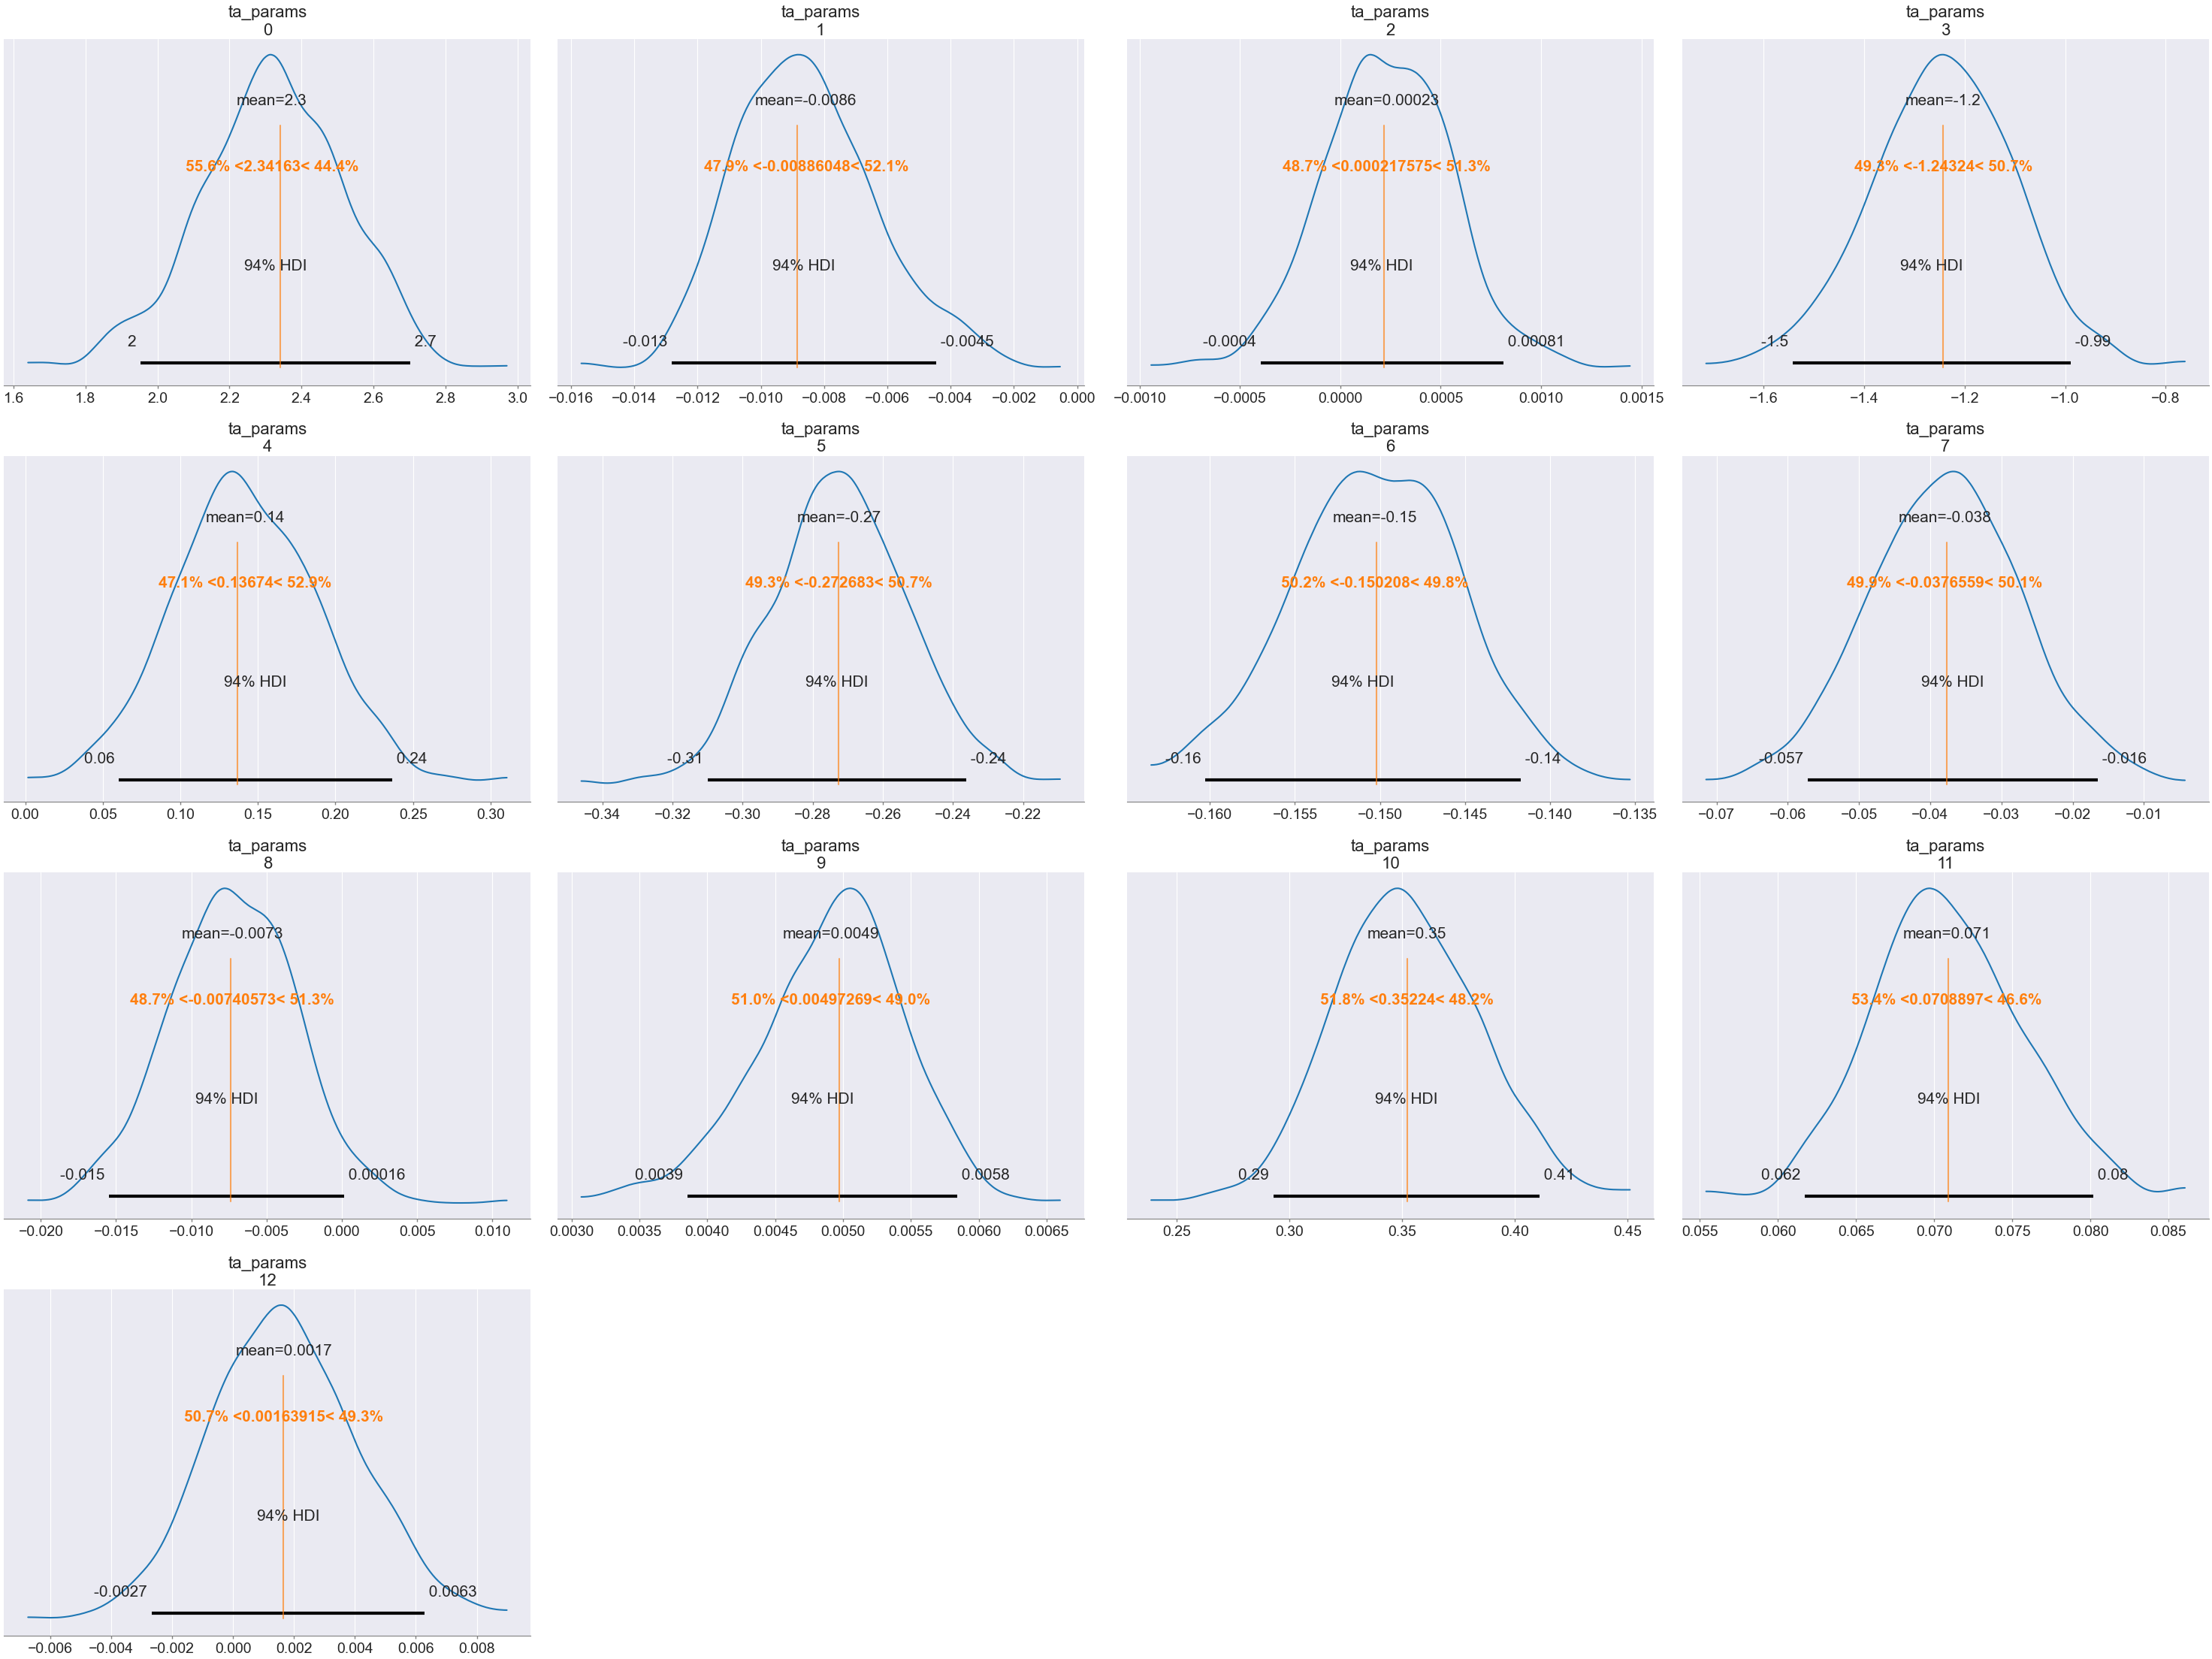 ta_params
0
mean=2.3
55.6% <2.34163< 44.4%
94% HDI
2 2.7
1.6 1.8 2.0 2.2 2.4 2.6 2.8 3.0
ta_params
1
mean=-0.0086
47.9% <-0.00886048< 52.1%
94% HDI
-0.013 -0.0045
−0.016 −0.014 −0.012 −0.010 −0.008 −0.006 −0.004 −0.002 0.000
ta_params
2
mean=0.00023
48.7% <0.000217575< 51.3%
94% HDI
-0.0004 0.00081
−0.0010 −0.0005 0.0000 0.0005 0.0010 0.0015
ta_params
3
mean=-1.2
49.3% <-1.24324< 50.7%
94% HDI
-1.5 -0.99
−1.6 −1.4 −1.2 −1.0 −0.8
ta_params
4
mean=0.14
47.1% <0.13674< 52.9%
94% HDI
0.06 0.24
0.00 0.05 0.10 0.15 0.20 0.25 0.30
ta_params
5
mean=-0.27
49.3% <-0.272683< 50.7%
94% HDI
-0.31 -0.24
−0.34 −0.32 −0.30 −0.28 −0.26 −0.24 −0.22
ta_params
6
mean=-0.15
50.2% <-0.150208< 49.8%
94% HDI
-0.16 -0.14
−0.160 −0.155 −0.150 −0.145 −0.140 −0.135
ta_params
7
mean=-0.038
49.9% <-0.0376559< 50.1%
94% HDI
-0.057 -0.016
−0.07 −0.06 −0.05 −0.04 −0.03 −0.02 −0.01
ta_params
8
mean=-0.0073
48.7% <-0.00740573< 51.3%
94% HDI
-0.015 0.00016
−0.020 −0.015 −0.010 −0.005 0.000 0.005 0.010
ta_params
9
mean=0.0049
51.0% <0.00497269< 49.0%
94% HDI
0.0039 0.0058
0.0030 0.0035 0.0040 0.0045 0.0050 0.0055 0.0060 0.0065
ta_params
10
mean=0.35
51.8% <0.35224< 48.2%
94% HDI
0.29 0.41
0.25 0.30 0.35 0.40 0.45
ta_params
11
mean=0.071
53.4% <0.0708897< 46.6%
94% HDI
0.062 0.08
0.055 0.060 0.065 0.070 0.075 0.080 0.085
ta_params
12
mean=0.0017
50.7% <0.00163915< 49.3%
94% HDI
-0.0027 0.0063
−0.006 −0.004 −0.002 0.000 0.002 0.004 0.006 0.008